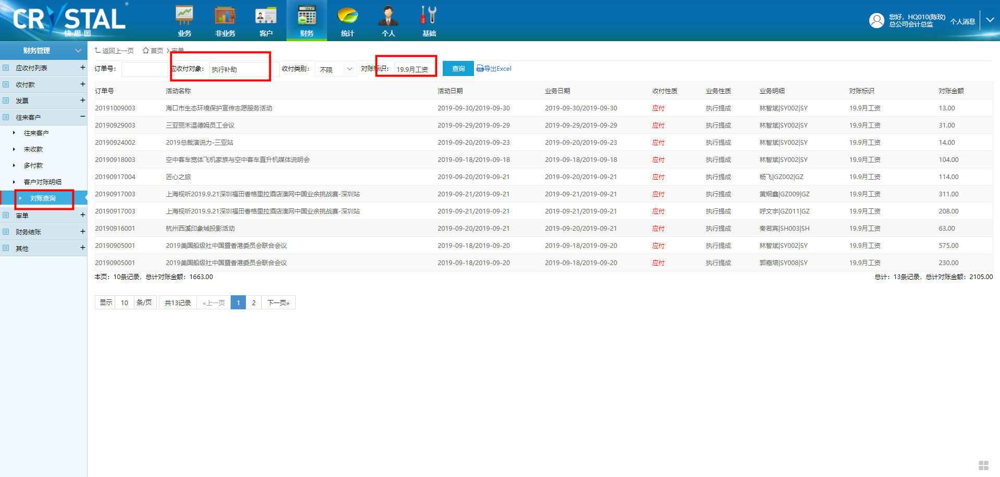 CRYSTAL ®
快思图
业务 非业务 客户 财务 统计 个人 基础
您好，HQ010(陈玟)
总公司会计总监
个人消息
财务管理
应收付列表 +
收付款 +
发票 +
往来客户 −
往来客户
未收款
多付款
客户对账明细
对账查询
审单 +
财务结账 +
其他 +
返回上一页 首页 > 审单
订单号： 应收付对象： 执行补助 收付类别： 不限 对账标识： 19.9月工资 查询 导出Excel
订单号 活动名称 活动日期 业务日期 收付性质 业务性质 业务明细 对账标识 对账金额
20191009003 海口市生态环境保护宣传志愿服务活动 2019-09-30/2019-09-30 2019-09-30/2019-09-30 应付 执行提成 林智斌|SY002|SY 19.9月工资 13.00
20190929003 三亚丽禾温德姆员工会议 2019-09-29/2019-09-29 2019-09-29/2019-09-29 应付 执行提成 林智斌|SY002|SY 19.9月工资 31.00
20190924002 2019总裁演说力-三亚站 2019-09-20/2019-09-23 2019-09-20/2019-09-23 应付 执行提成 林智斌|SY002|SY 19.9月工资 14.00
20190918003 空中客车宽体飞机家族与空中客车直升机媒体说明会 2019-09-18/2019-09-18 2019-09-18/2019-09-18 应付 执行提成 林智斌|SY002|SY 19.9月工资 104.00
20190917004 匠心之旅 2019-09-20/2019-09-21 2019-09-20/2019-09-21 应付 执行提成 杨飞|GZ002|GZ 19.9月工资 114.00
20190917003 上海视听2019.9.21深圳福田香格里拉酒店澳网中国业余挑战赛-深圳站 2019-09-21/2019-09-21 2019-09-21/2019-09-21 应付 执行提成 黄炯鑫|GZ009|GZ 19.9月工资 311.00
20190917003 上海视听2019.9.21深圳福田香格里拉酒店澳网中国业余挑战赛-深圳站 2019-09-21/2019-09-21 2019-09-21/2019-09-21 应付 执行提成 呼文宇|GZ011|GZ 19.9月工资 208.00
20190916001 杭州西溪印象城投影活动 2019-09-20/2019-09-21 2019-09-20/2019-09-21 应付 执行提成 秦若宾|SH003|SH 19.9月工资 63.00
20190905001 2019美国船级社中国暨香港委员会联合会议 2019-09-18/2019-09-20 2019-09-18/2019-09-20 应付 执行提成 林智斌|SY002|SY 19.9月工资 575.00
20190905001 2019美国船级社中国暨香港委员会联合会议 2019-09-18/2019-09-20 2019-09-18/2019-09-20 应付 执行提成 郭嘉培|SY008|SY 19.9月工资 230.00
本页：10条记录，总计对账金额：1663.00 总计：13条记录，总计对账金额：2105.00
显示 10 条/页 共13记录 «上一页 1 2 下一页»